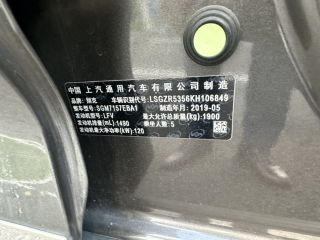 中国 上汽通用汽车有限公司制造
品牌: 别克 车辆识别代号: LSGZR5356KH106849
整车型号: SGM7157EBA1 制造年月: 2019-05
发动机型号: LFV 最大允许总质量(kg): 1900
发动机排量(mL): 1490 乘坐人数: 5
发动机最大净功率(kW): 120